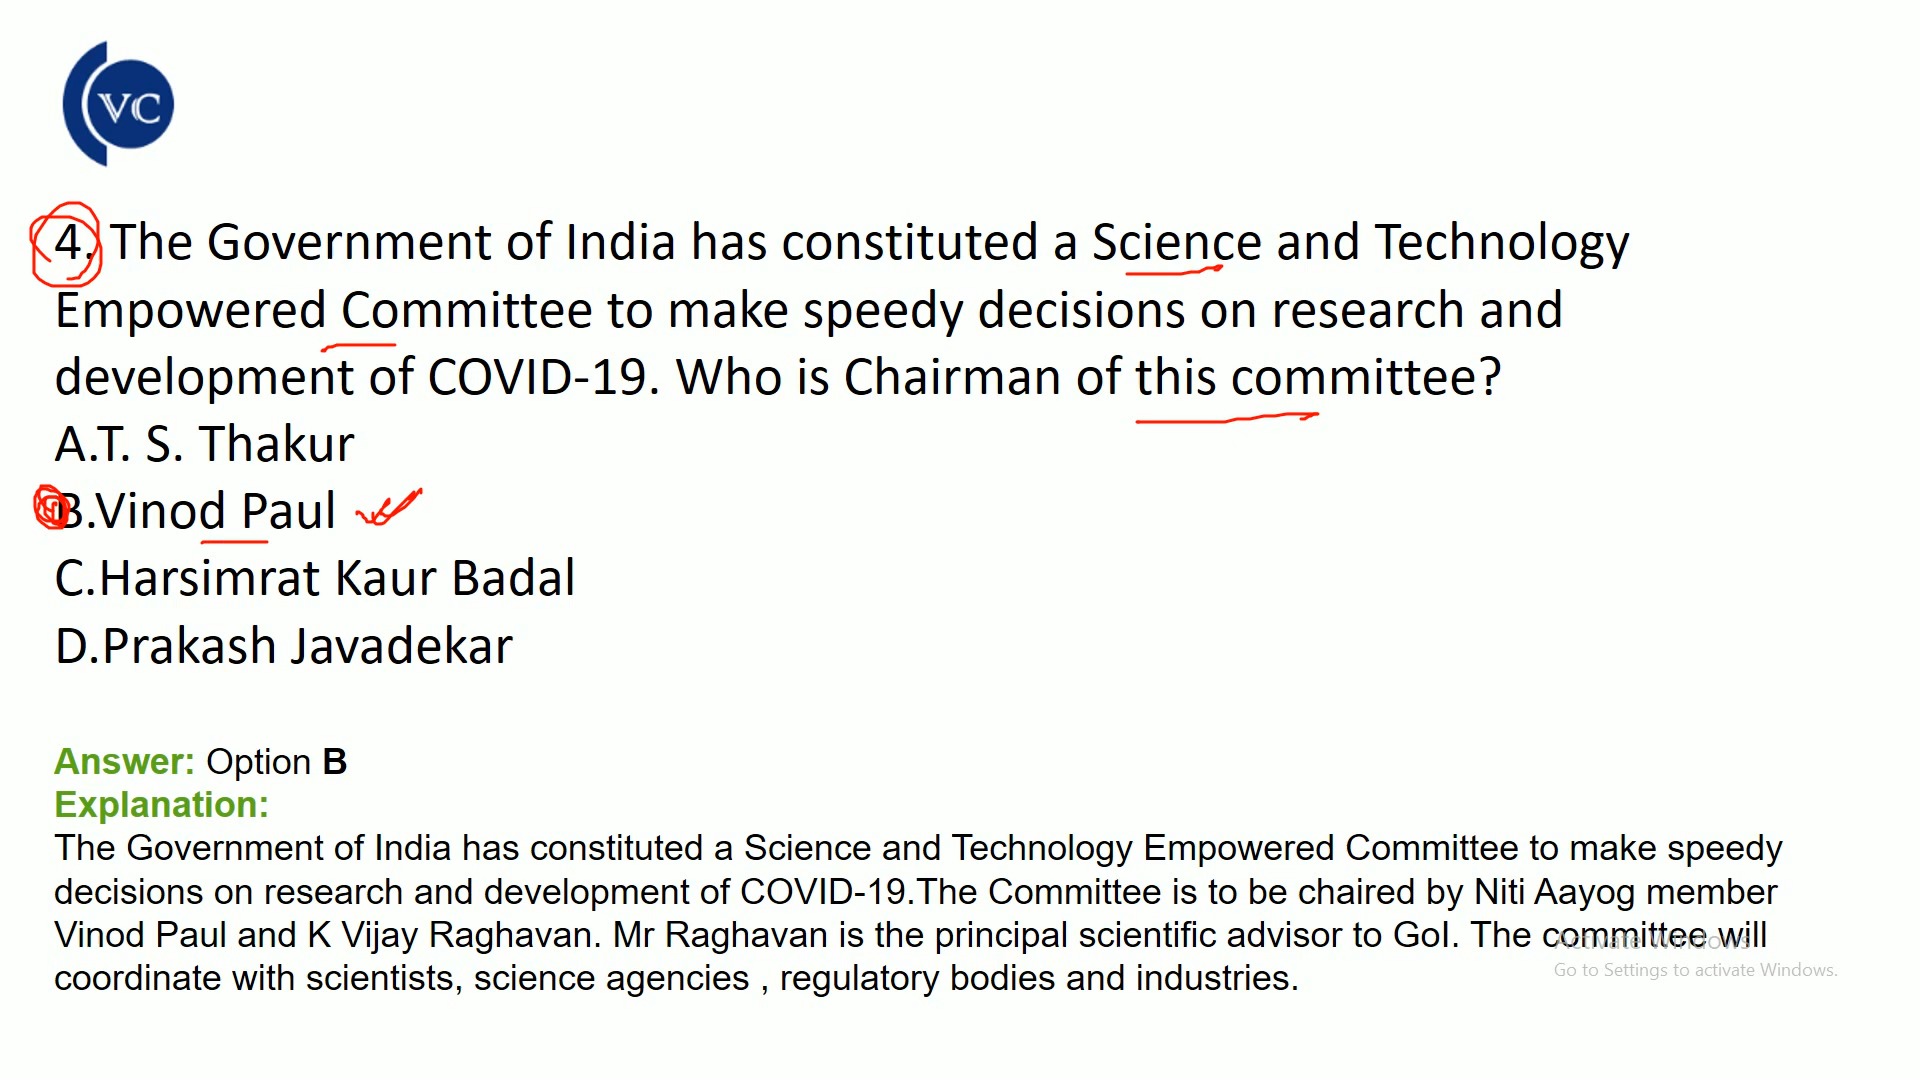 VC
4. The Government of India has constituted a Science and Technology
Empowered Committee to make speedy decisions on research and
development of COVID-19. Who is Chairman of this committee?
A.T. S. Thakur
B.Vinod Paul
C.Harsimrat Kaur Badal
D.Prakash Javadekar
Answer: Option B
Explanation:
The Government of India has constituted a Science and Technology Empowered Committee to make speedy
decisions on research and development of COVID-19.The Committee is to be chaired by Niti Aayog member
Vinod Paul and K Vijay Raghavan. Mr Raghavan is the principal scientific advisor to GoI. The committee will
coordinate with scientists, science agencies , regulatory bodies and industries.
Activate Windows
Go to Settings to activate Windows.